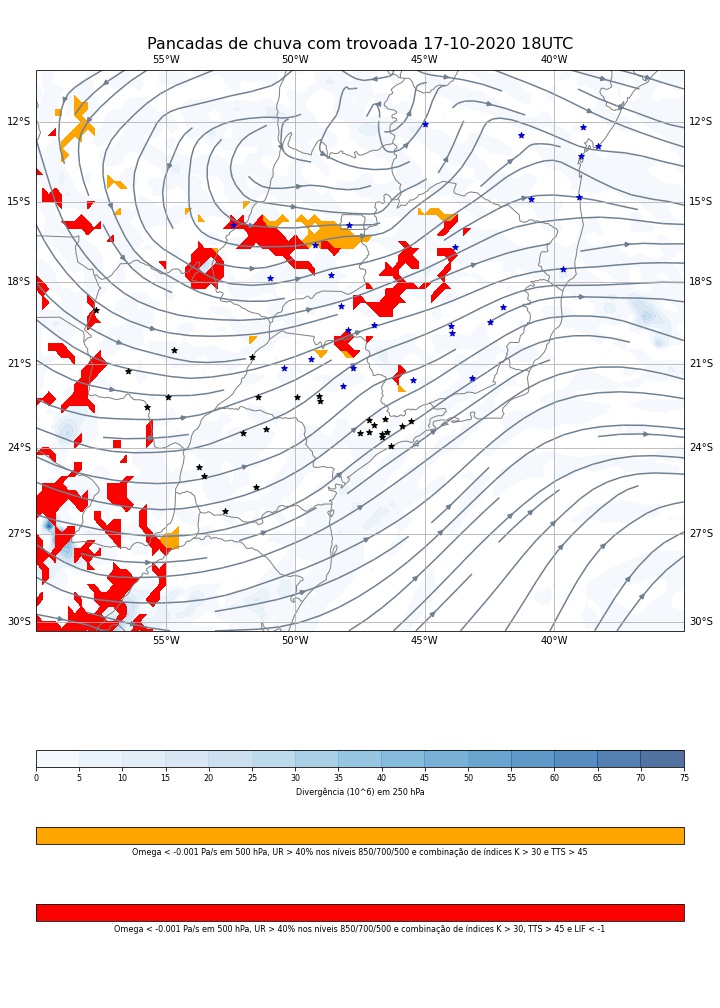 Pancadas de chuva com trovoada 17-10-2020 18UTC
55°W 50°W 45°W 40°W
12°S 12°S
15°S 15°S
18°S 18°S
21°S 21°S
24°S 24°S
27°S 27°S
30°S 30°S
55°W 50°W 45°W 40°W
0 5 10 15 20 25 30 35 40 45 50 55 60 65 70 75
Divergência (10^6) em 250 hPa
Omega < -0.001 Pa/s em 500 hPa, UR > 40% nos níveis 850/700/500 e combinação de índices K > 30 e TTS > 45
Omega < -0.001 Pa/s em 500 hPa, UR > 40% nos níveis 850/700/500 e combinação de índices K > 30, TTS > 45 e LIF < -1